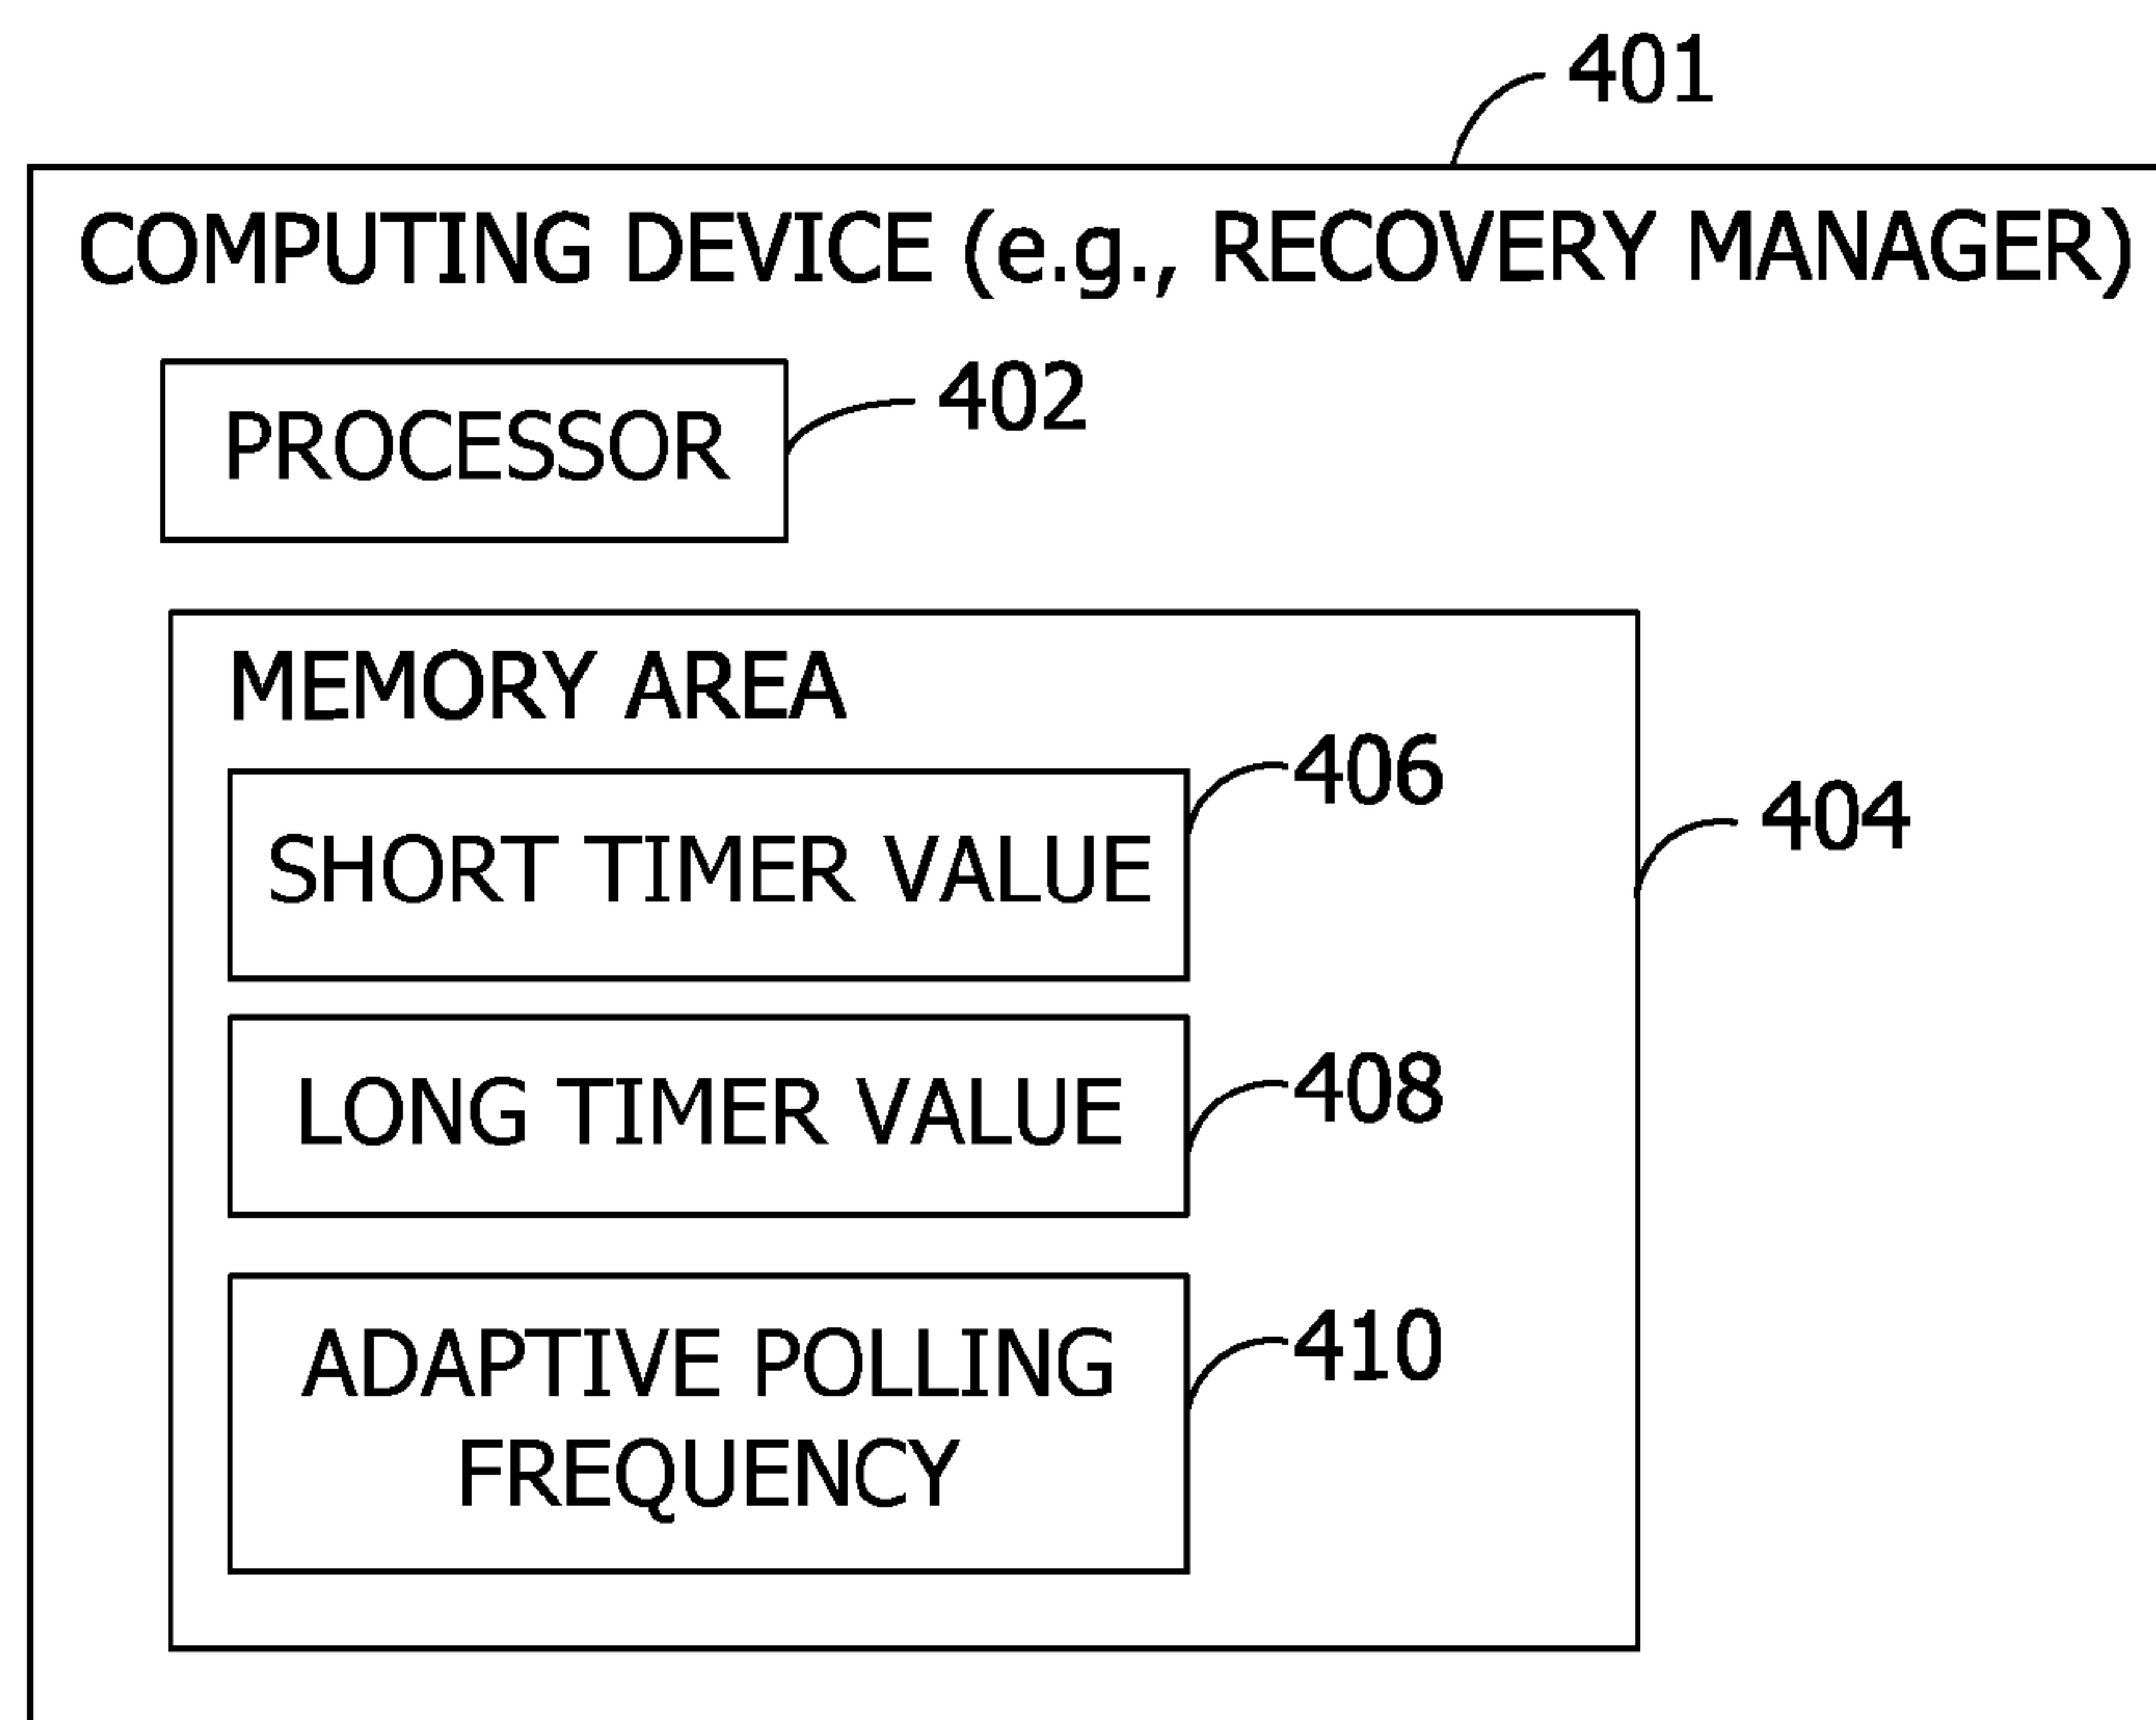 401
COMPUTING DEVICE (e.g., RECOVERY MANAGER)
402
PROCESSOR
MEMORY AREA
406
404
SHORT TIMER VALUE
408
LONG TIMER VALUE
410
ADAPTIVE POLLING
FREQUENCY